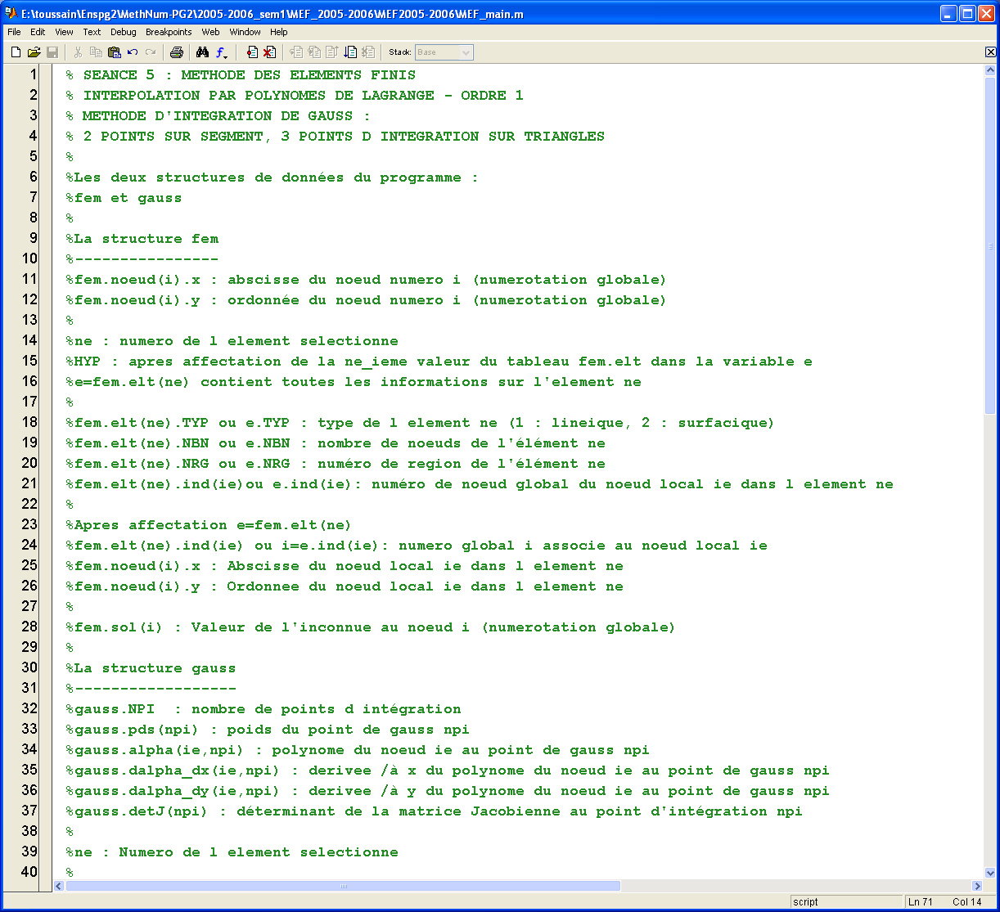 E:\toussain\Enspg2\MethNum-PG2\2005-2006_sem1\MEF_2005-2006\MEF2005-2006\MEF_main.m
File Edit View Text Debug Breakpoints Web Window Help
Stack: Base
1 % SEANCE 5 : METHODE DES ELEMENTS FINIS
2 % INTERPOLATION PAR POLYNOMES DE LAGRANGE - ORDRE 1
3 % METHODE D'INTEGRATION DE GAUSS :
4 % 2 POINTS SUR SEGMENT, 3 POINTS D INTEGRATION SUR TRIANGLES
5 %
6 %Les deux structures de données du programme :
7 %fem et gauss
8 %
9 %La structure fem
10 %----------------
11 %fem.noeud(i).x : abscisse du noeud numero i (numerotation globale)
12 %fem.noeud(i).y : ordonnée du noeud numero i (numerotation globale)
13 %
14 %ne : numero de l element selectionne
15 %HYP : apres affectation de la ne_ieme valeur du tableau fem.elt dans la variable e
16 %e=fem.elt(ne) contient toutes les informations sur l'element ne
17 %
18 %fem.elt(ne).TYP ou e.TYP : type de l element ne (1 : lineique, 2 : surfacique)
19 %fem.elt(ne).NBN ou e.NBN : nombre de noeuds de l'élément ne
20 %fem.elt(ne).NRG ou e.NRG : numéro de region de l'élément ne
21 %fem.elt(ne).ind(ie)ou e.ind(ie): numéro de noeud global du noeud local ie dans l element ne
22 %
23 %Apres affectation e=fem.elt(ne)
24 %fem.elt(ne).ind(ie) ou i=e.ind(ie): numero global i associe au noeud local ie
25 %fem.noeud(i).x : Abscisse du noeud local ie dans l element ne
26 %fem.noeud(i).y : Ordonnee du noeud local ie dans l element ne
27 %
28 %fem.sol(i) : Valeur de l'inconnue au noeud i (numerotation globale)
29 %
30 %La structure gauss
31 %------------------
32 %gauss.NPI  : nombre de points d intégration
33 %gauss.pds(npi) : poids du point de gauss npi
34 %gauss.alpha(ie,npi) : polynome du noeud ie au point de gauss npi
35 %gauss.dalpha_dx(ie,npi) : derivee /à x du polynome du noeud ie au point de gauss npi
36 %gauss.dalpha_dy(ie,npi) : derivee /à y du polynome du noeud ie au point de gauss npi
37 %gauss.detJ(npi) : déterminant de la matrice Jacobienne au point d'intégration npi
38 %
39 %ne : Numero de l element selectionne
40 %
script Ln 71 Col 14